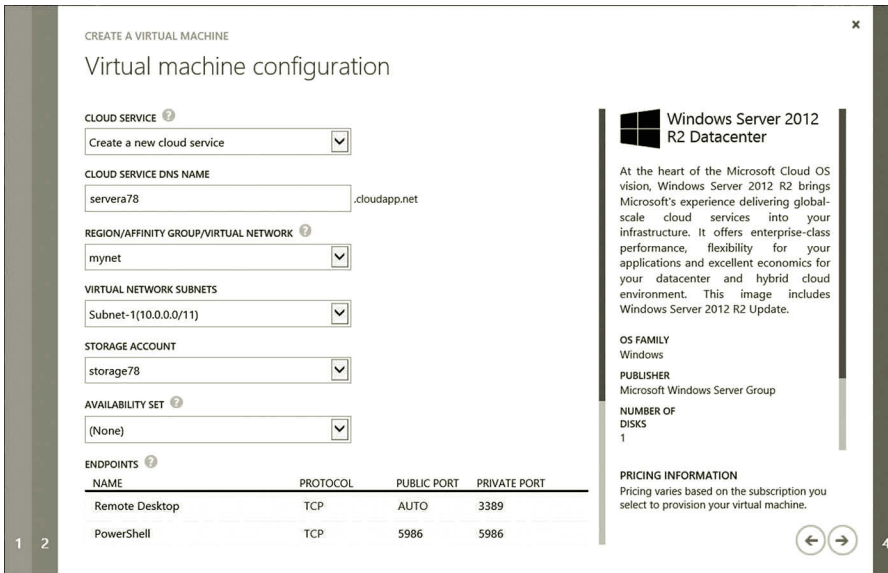 CREATE A VIRTUAL MACHINE
Virtual machine configuration
CLOUD SERVICE ?
Create a new cloud service
CLOUD SERVICE DNS NAME
servera78 .cloudapp.net
REGION/AFFINITY GROUP/VIRTUAL NETWORK ?
mynet
VIRTUAL NETWORK SUBNETS
Subnet-1(10.0.0.0/11)
STORAGE ACCOUNT
storage78
AVAILABILITY SET ?
(None)
ENDPOINTS ?
NAME PROTOCOL PUBLIC PORT PRIVATE PORT
Remote Desktop TCP AUTO 3389
PowerShell TCP 5986 5986
Windows Server 2012
R2 Datacenter
At the heart of the Microsoft Cloud OS
vision, Windows Server 2012 R2 brings
Microsoft's experience delivering global-
scale cloud services into your
infrastructure. It offers enterprise-class
performance, flexibility for your
applications and excellent economics for
your datacenter and hybrid cloud
environment. This image includes
Windows Server 2012 R2 Update.
OS FAMILY
Windows
PUBLISHER
Microsoft Windows Server Group
NUMBER OF
DISKS
1
PRICING INFORMATION
Pricing varies based on the subscription you
select to provision your virtual machine.
1 2
4